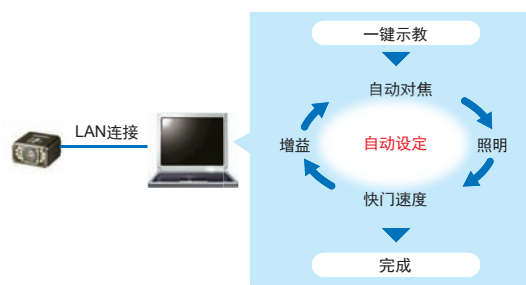 一键示教
自动对焦
LAN连接
增益
自动设定
照明
快门速度
完成